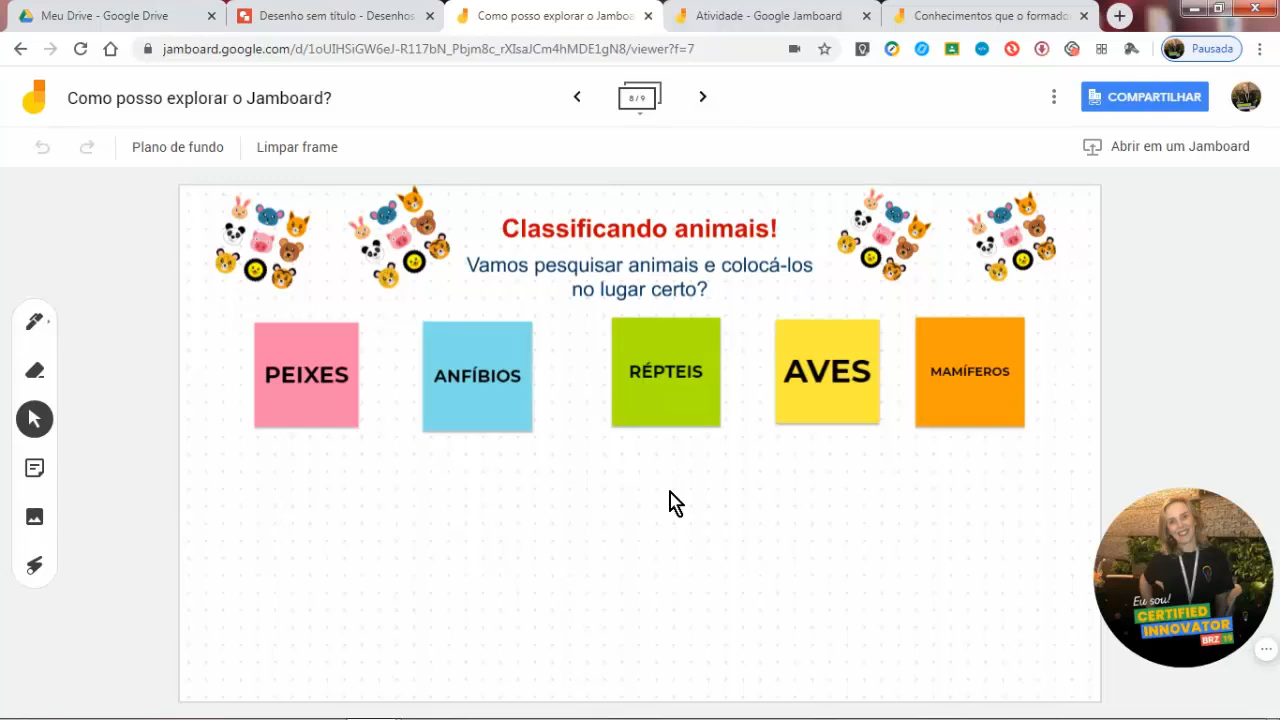 Meu Drive - Google Drive
Desenho sem título - Desenhos
Como posso explorar o Jamboa
Atividade - Google Jamboard
Conhecimentos que o formado
jamboard.google.com/d/1oUIHSiGW6eJ-R117bN_Pbjm8c_rXIsaJCm4hMDE1gN8/viewer?f=7
Pausada
Como posso explorar o Jamboard?
8/9
COMPARTILHAR
Plano de fundo
Limpar frame
Abrir em um Jamboard
Classificando animais!
Vamos pesquisar animais e colocá-los
no lugar certo?
PEIXES
ANFÍBIOS
RÉPTEIS
AVES
MAMÍFEROS
Eu sou!
CERTIFIED
INNOVATOR
BRZ 19